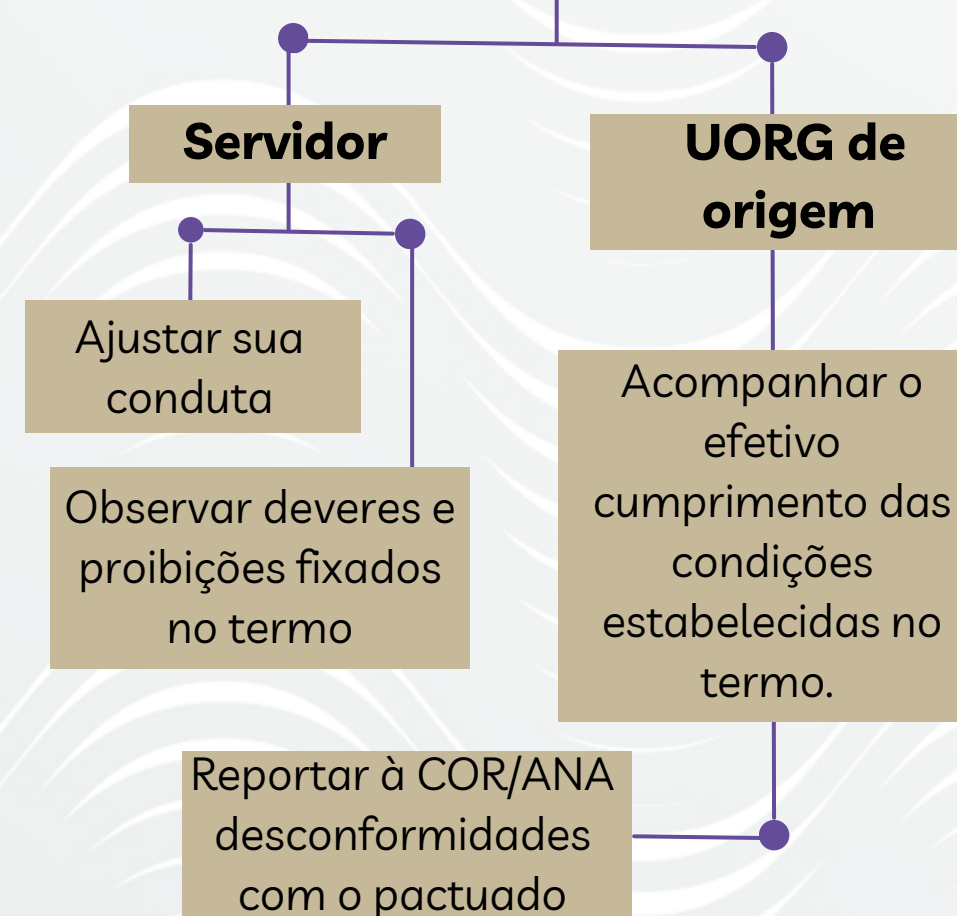 Servidor
UORG de
origem
Ajustar sua
conduta
Observar deveres e
proibições fixados
no termo
Acompanhar o
efetivo
cumprimento das
condições
estabelecidas no
termo.
Reportar à COR/ANA
desconformidades
com o pactuado